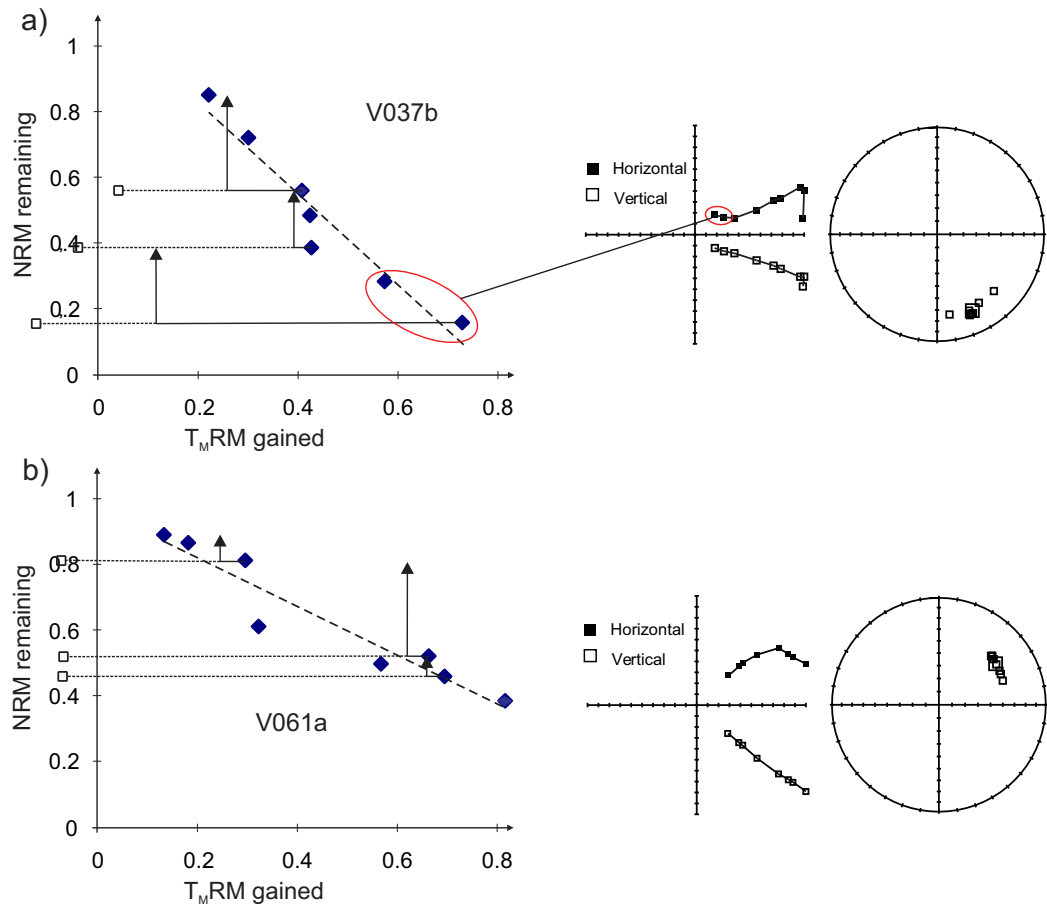 a)
1
0.8
0.6
0.4
0.2
0
NRM remaining
V037b
0 0.2 0.4 0.6 0.8
TMRM gained
Horizontal
Vertical
b)
1
0.8
0.6
0.4
0.2
0
NRM remaining
V061a
0 0.2 0.4 0.6 0.8
TMRM gained
Horizontal
Vertical